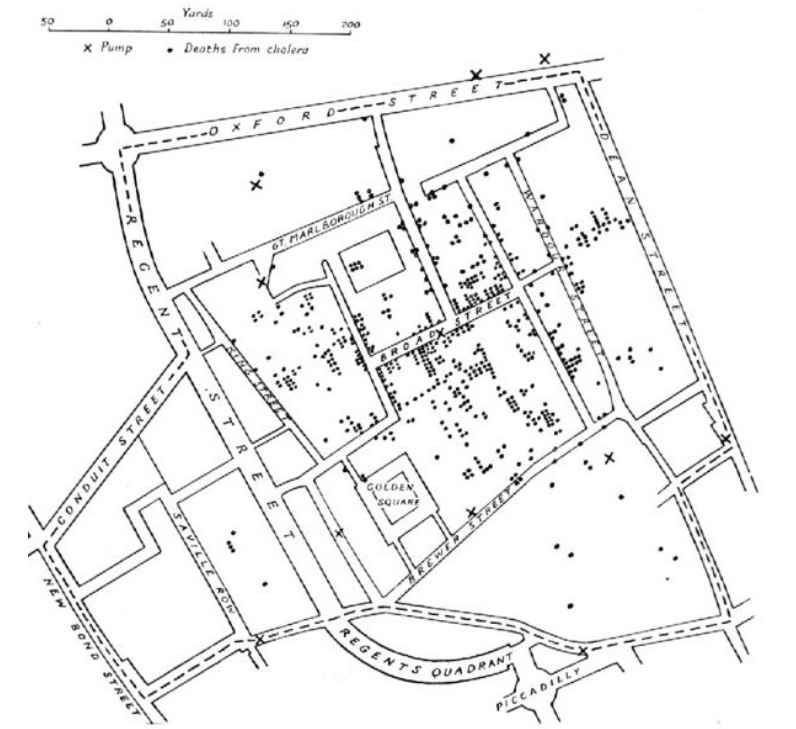 Yards
50 0 50 100 150 200
x Pump • Deaths from cholera
OXFORD STREET
DEAN STREET
REGENT STREET
GT. MARLBOROUGH ST
WARDOUR STREET
BROAD STREET
KING STREET
CONDUIT STREET
GOLDEN
SQUARE
SAVILLE ROW
BREWER STREET
NEW BOND STREET
REGENTS QUADRANT
PICCADILLY